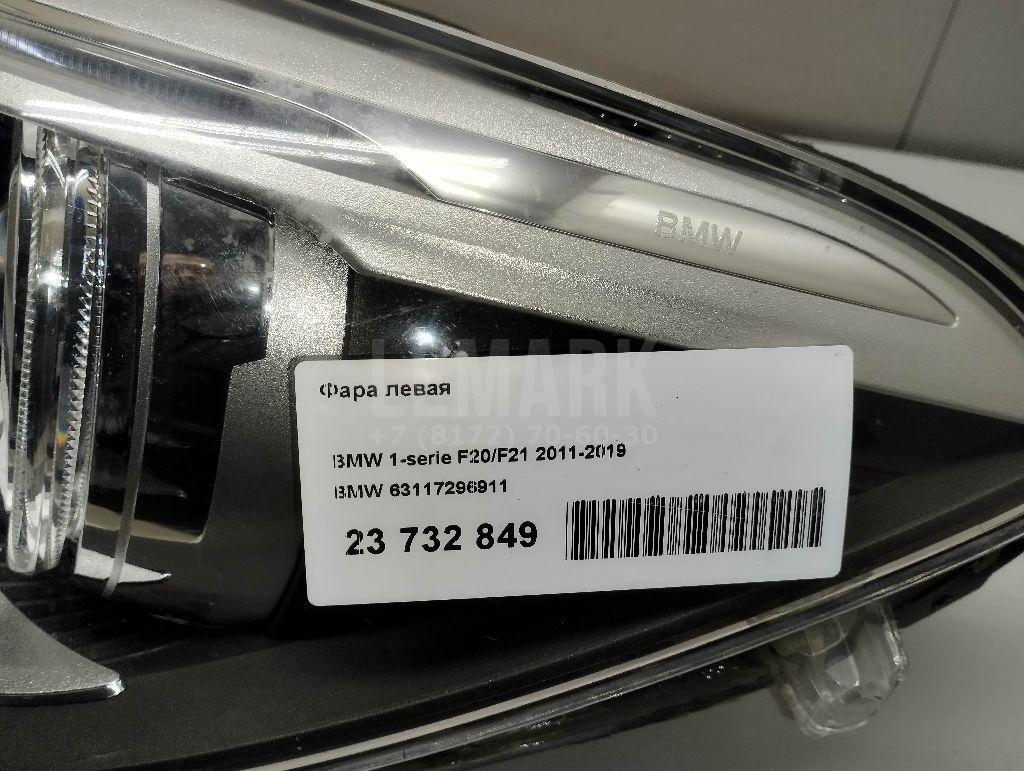 BMW
Фара левая
LEMARK
+7 (8172) 70-60-30
BMW 1-serie F20/F21 2011-2019
BMW 63117296911
23 732 849